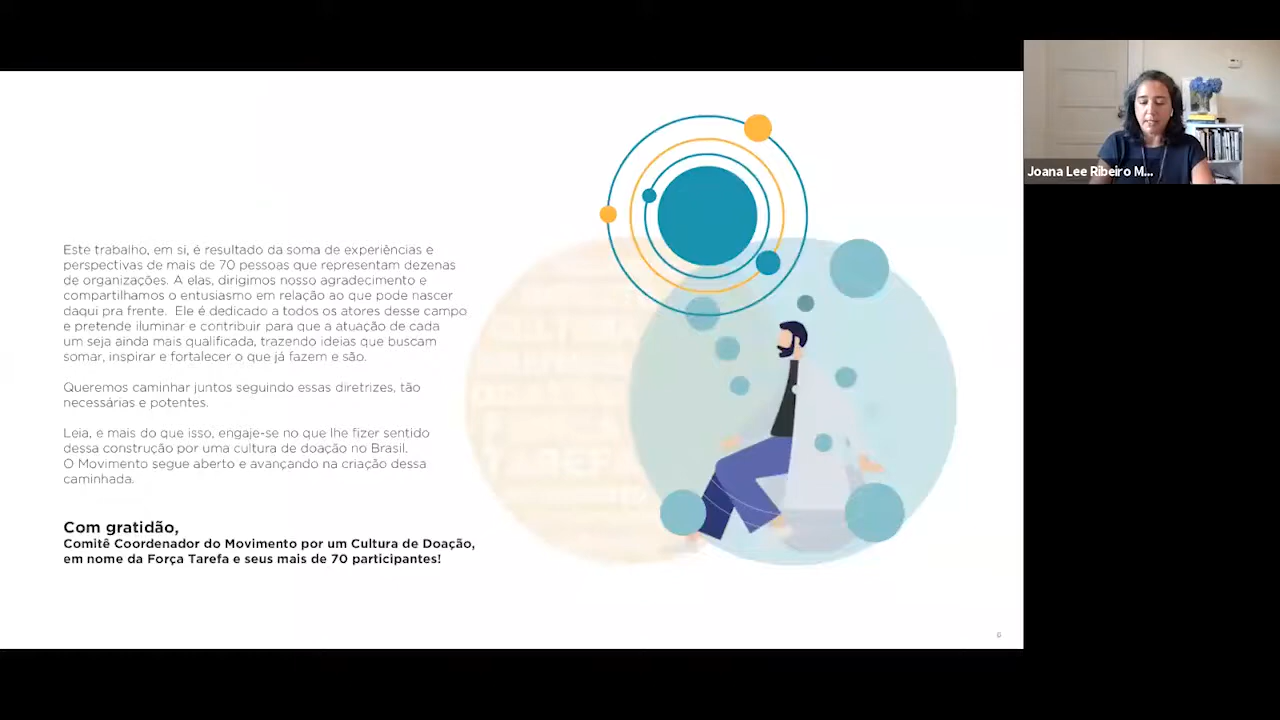 Este trabalho, em si, é resultado da soma de experiências e
perspectivas de mais de 70 pessoas que representam dezenas
de organizações. A elas, dirigimos nosso agradecimento e
compartilhamos o entusiasmo em relação ao que pode nascer
daqui pra frente. Ele é dedicado a todos os atores desse campo
e pretende iluminar e contribuir para que a atuação de cada
um seja ainda mais qualificada, trazendo ideias que buscam
somar, inspirar e fortalecer o que já fazem e são.
Queremos caminhar juntos seguindo essas diretrizes, tão
necessárias e potentes.
Leia, e mais do que isso, engaje-se no que lhe fizer sentido
dessa construção por uma cultura de doação no Brasil.
O Movimento segue aberto e avançando na criação dessa
caminhada.
Com gratidão,
Comitê Coordenador do Movimento por um Cultura de Doação,
em nome da Força Tarefa e seus mais de 70 participantes!
6
Joana Lee Ribeiro M...